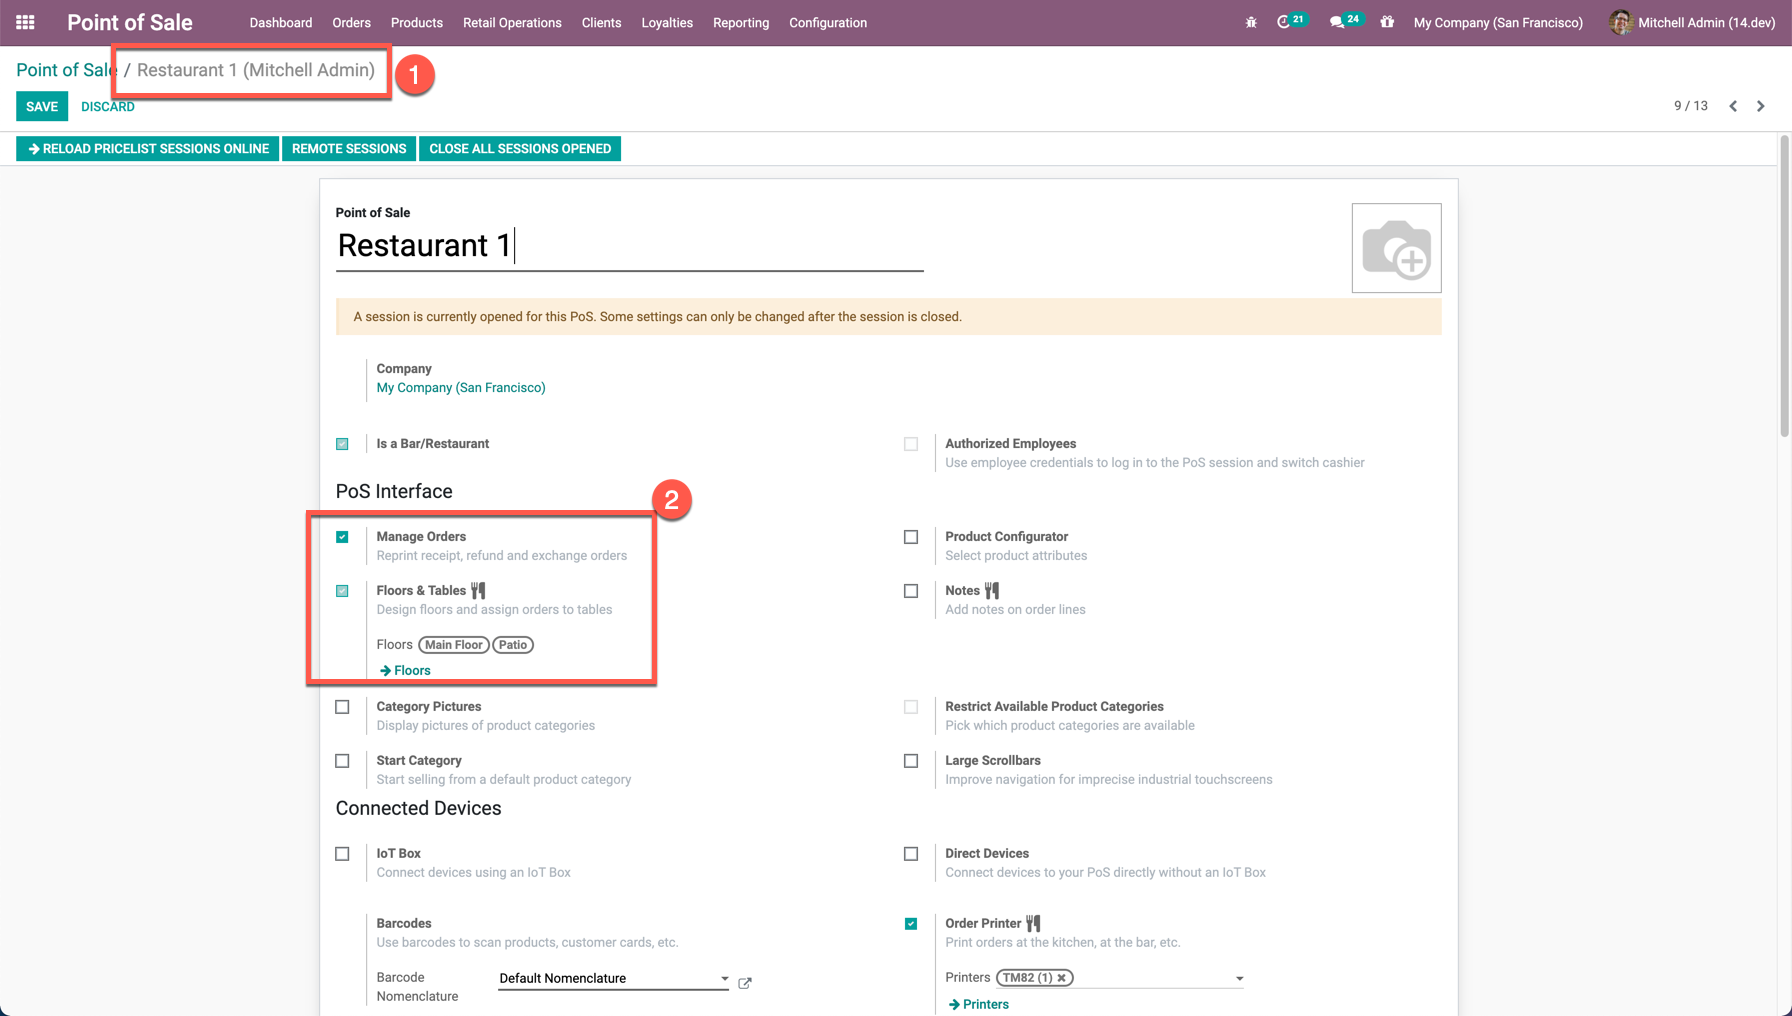 Point of Sale Dashboard Orders Products Retail Operations Clients Loyalties Reporting Configuration 21 24 My Company (San Francisco) Mitchell Admin (14.dev)
Point of Sale / Restaurant 1 (Mitchell Admin) 1
SAVE DISCARD 9 / 13
RELOAD PRICELIST SESSIONS ONLINE REMOTE SESSIONS CLOSE ALL SESSIONS OPENED
Point of Sale
Restaurant 1
A session is currently opened for this PoS. Some settings can only be changed after the session is closed.
Company
My Company (San Francisco)
Is a Bar/Restaurant
Authorized Employees
Use employee credentials to log in to the PoS session and switch cashier
PoS Interface
2
Manage Orders
Reprint receipt, refund and exchange orders
Product Configurator
Select product attributes
Floors & Tables
Design floors and assign orders to tables
Floors Main Floor Patio
Floors
Notes
Add notes on order lines
Category Pictures
Display pictures of product categories
Restrict Available Product Categories
Pick which product categories are available
Start Category
Start selling from a default product category
Large Scrollbars
Improve navigation for imprecise industrial touchscreens
Connected Devices
IoT Box
Connect devices using an IoT Box
Direct Devices
Connect devices to your PoS directly without an IoT Box
Barcodes
Use barcodes to scan products, customer cards, etc.
Barcode
Nomenclature
Default Nomenclature
Order Printer
Print orders at the kitchen, at the bar, etc.
Printers TM82 (1)
Printers